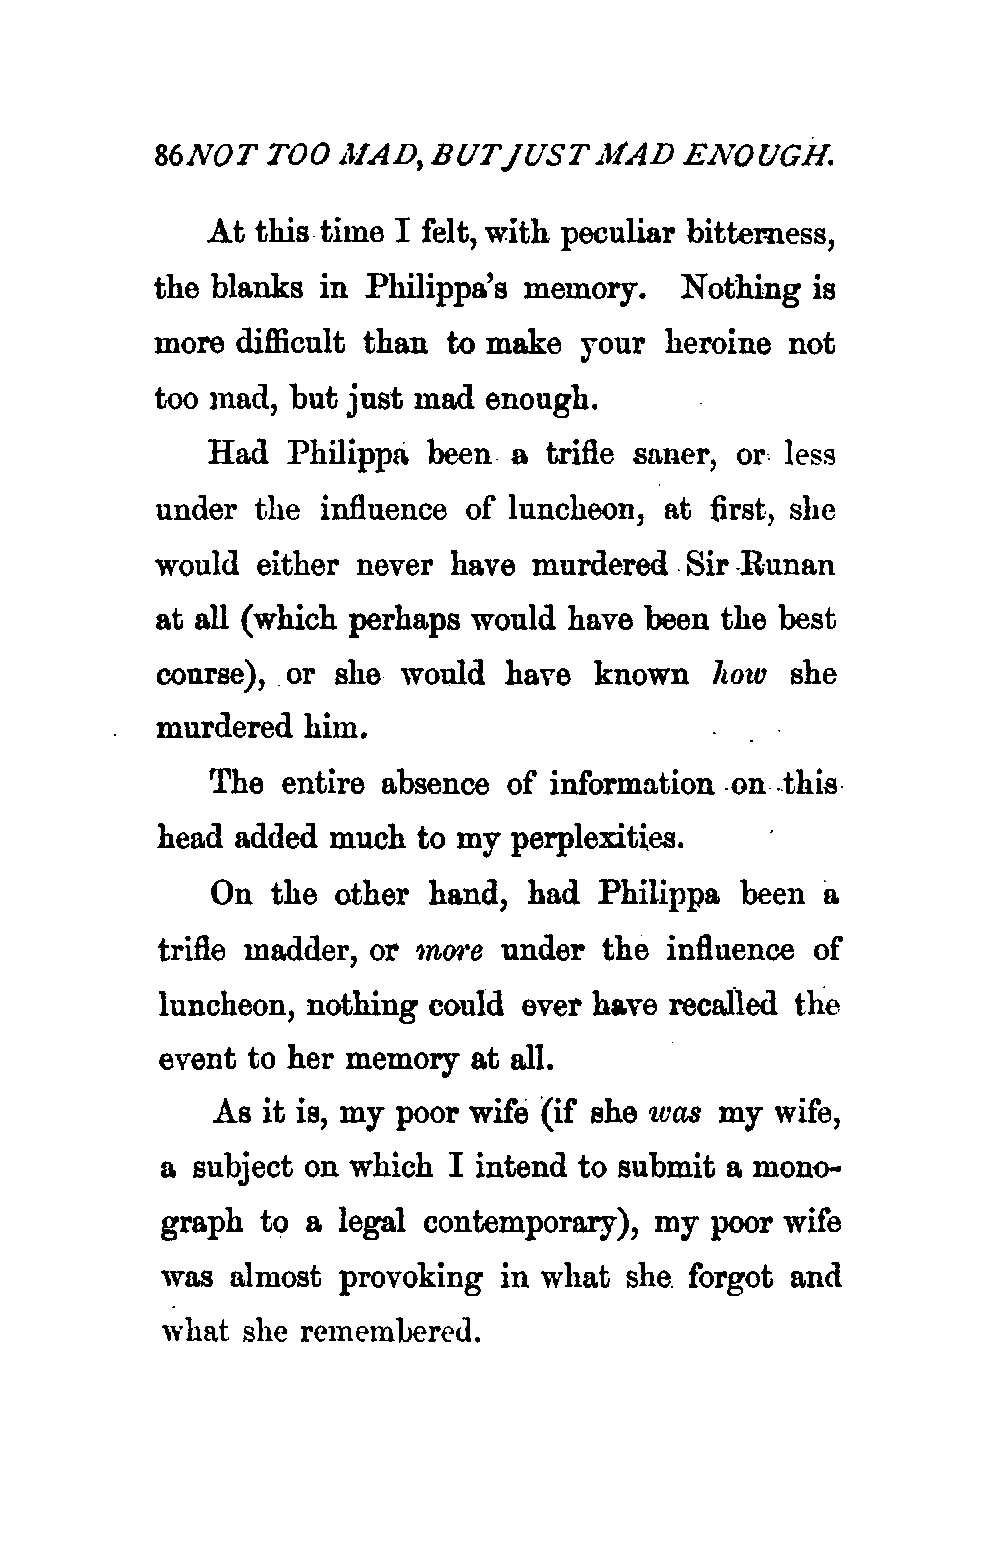 86 NOT TOO MAD, BUT JUST MAD ENOUGH.
At this time I felt, with peculiar bitterness,
the blanks in Philippa's memory. Nothing is
more difficult than to make your heroine not
too mad, but just mad enough.
Had Philippa been a trifle saner, or less
under the influence of luncheon, at first, she
would either never have murdered Sir Runan
at all (which perhaps would have been the best
course), or she would have known how she
murdered him.
The entire absence of information on this
head added much to my perplexities.
On the other hand, had Philippa been a
trifle madder, or more under the influence of
luncheon, nothing could ever have recalled the
event to her memory at all.
As it is, my poor wife (if she was my wife,
a subject on which I intend to submit a mono-
graph to a legal contemporary), my poor wife
was almost provoking in what she forgot and
what she remembered.